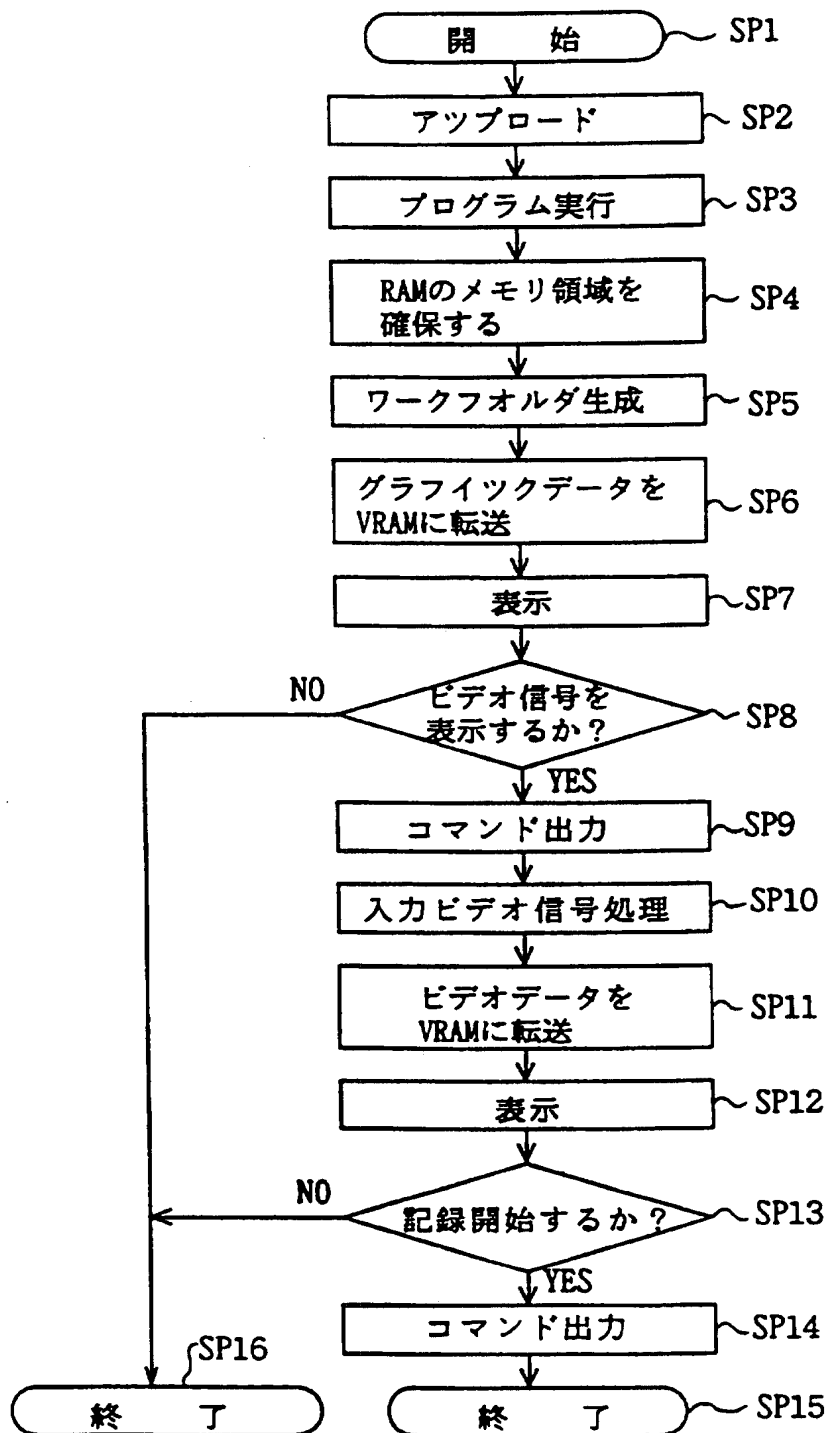 開始 SP1
アツプロード SP2
プログラム実行 SP3
RAMのメモリ領域を SP4
確保する
ワークフオルダ生成 SP5
グラフイツクデータを SP6
VRAMに転送
表示 SP7
NO
ビデオ信号を SP8
表示するか?
YES
コマンド出力 SP9
入力ビデオ信号処理 SP10
ビデオデータを SP11
VRAMに転送
表示 SP12
NO
記録開始するか? SP13
YES
コマンド出力 SP14
SP16
終了
終了 SP15